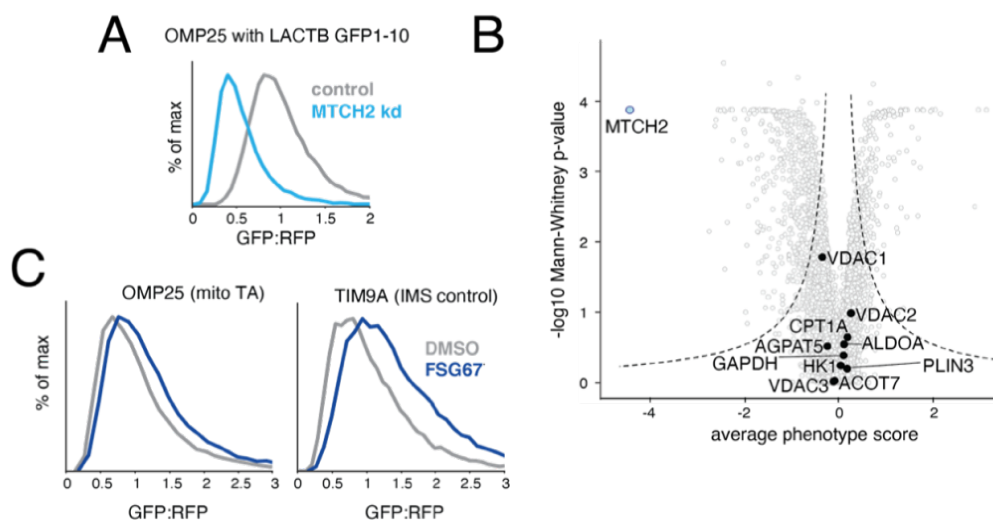 A
OMP25 with LACTB GFP1-10
control
MTCH2 kd
% of max
0 0.5 1 1.5 2
GFP:RFP
B
-log10 Mann-Whitney p-value
4
3
2
1
0
MTCH2
VDAC1
VDAC2
CPT1A
AGPAT5
ALDOA
GAPDH
HK1
PLIN3
VDAC3
ACOT7
-4 -2 0 2
average phenotype score
C
OMP25 (mito TA)
% of max
0 0.5 1 1.5 2 2.5 3
GFP:RFP
TIM9A (IMS control)
DMSO
FSG67
0 0.5 1 1.5 2 2.5 3
GFP:RFP